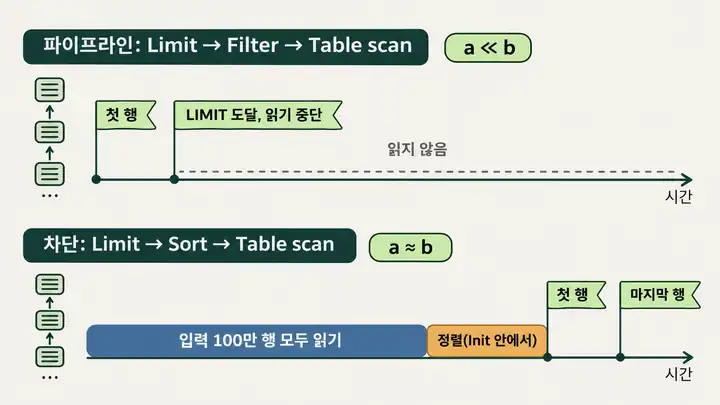 파이프라인: Limit → Filter → Table scan
a ≪ b
첫 행
LIMIT 도달, 읽기 중단
읽지 않음
시간
...
차단: Limit → Sort → Table scan
a ≈ b
첫 행
마지막 행
입력 100만 행 모두 읽기
정렬(Init 안에서)
시간
...